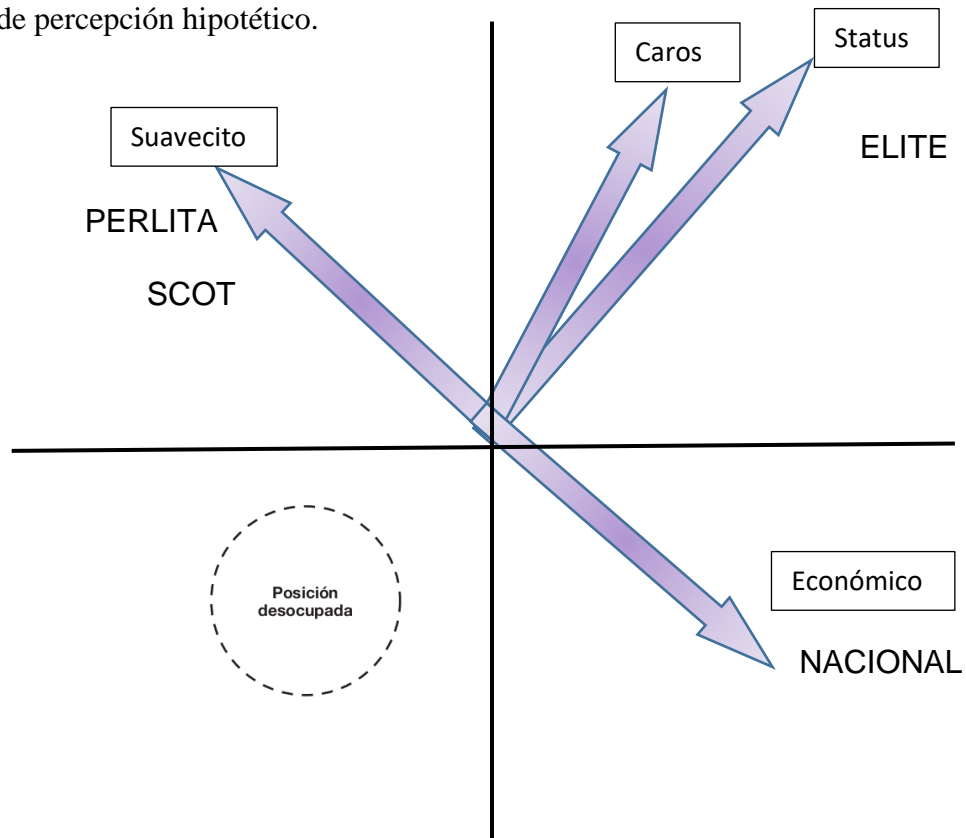 de percepción hipotético.
Caros
Status
Suavecito
ELITE
PERLITA
SCOT
Económico
Posición
desocupada
NACIONAL